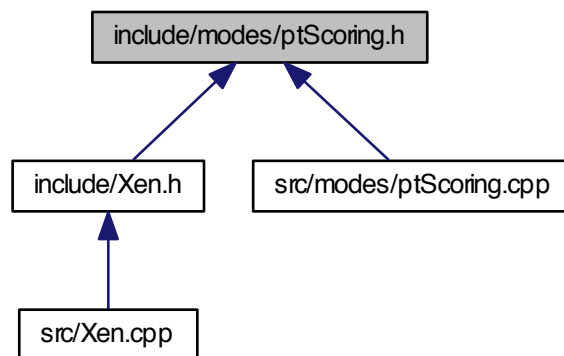 include/modes/ptScoring.h
include/Xen.h
src/modes/ptScoring.cpp
src/Xen.cpp